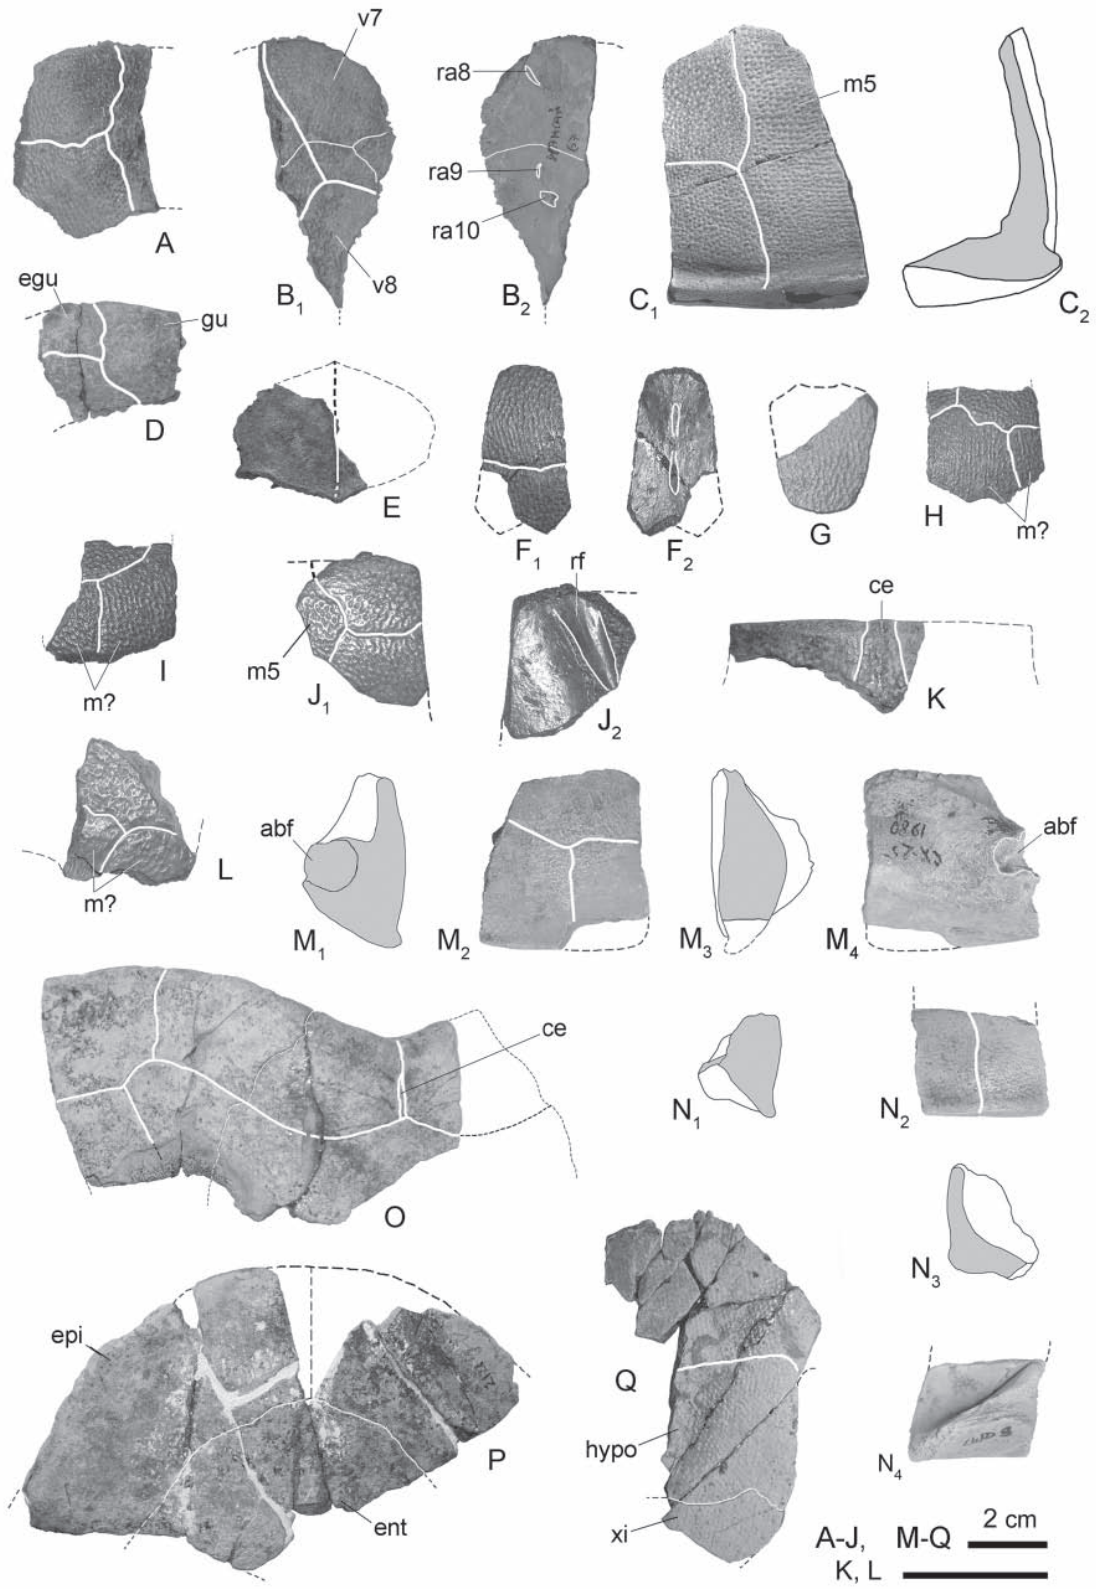 v7
ra8
m5
ra9
ra10
A
v8
B1
B2
C1
C2
egu
gu
D
E
F1
F2
G
H
m?
rf
ce
I
m?
m5
J1
J2
K
abf
abf
L
m?
M1
M2
M3
M4
1980
ce
N1
N2
O
N3
epi
Q
P
hypo
N4
ent
xi
2 cm
A-J, M-Q
K, L